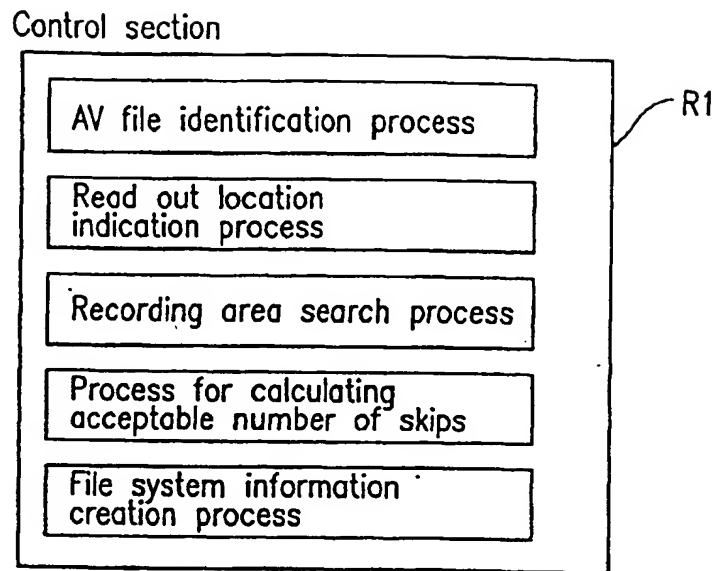 Control section
R1
AV file identification process
Read out location
indication process
Recording area search process
Process for calculating
acceptable number of skips
File system information
creation process